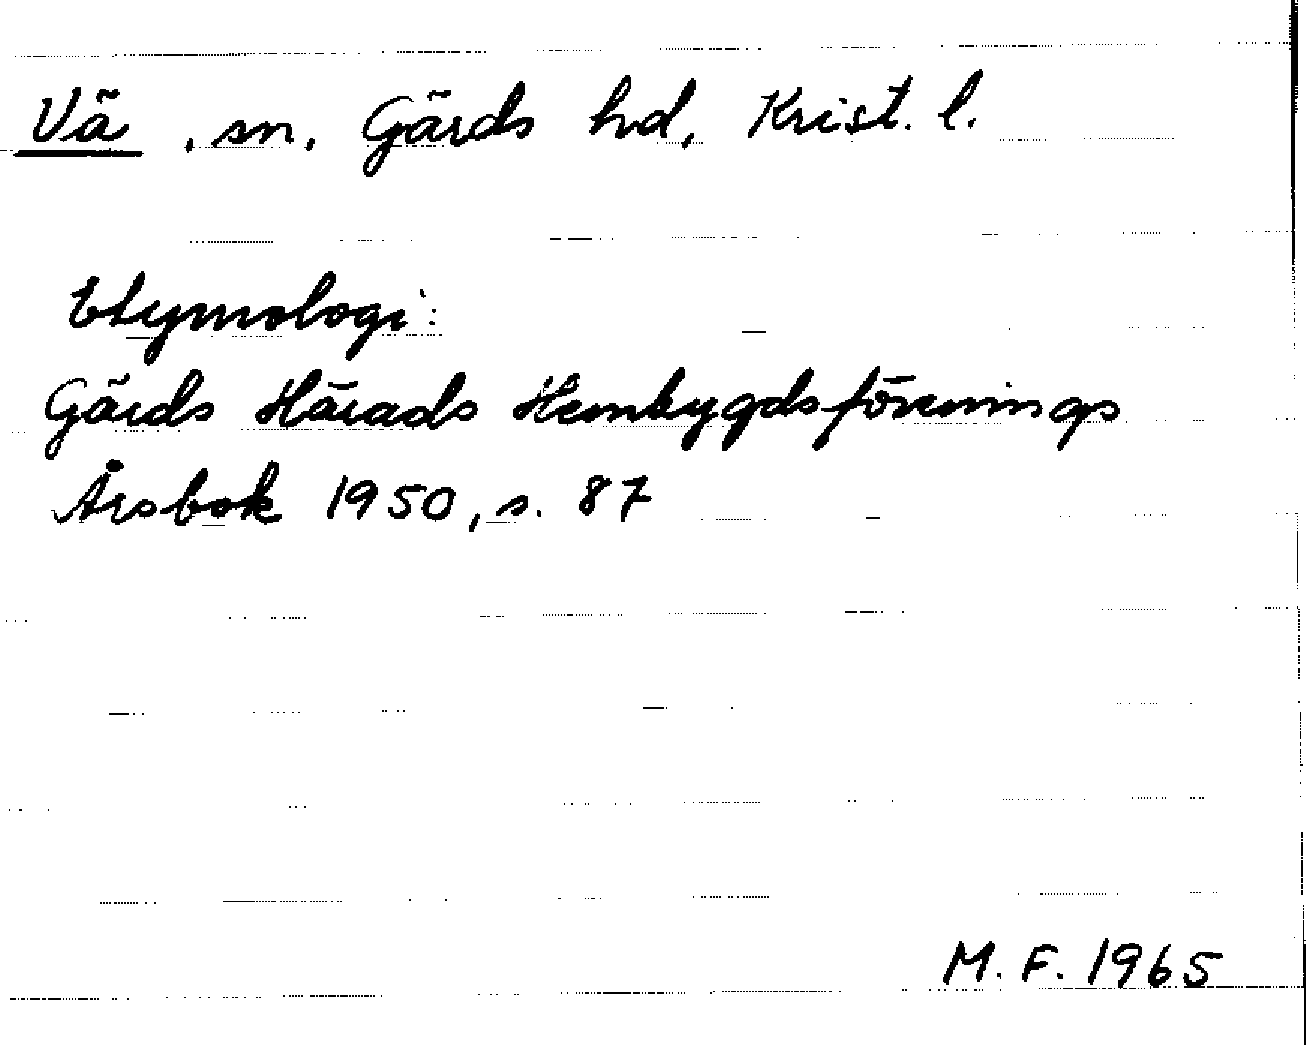 Vä, sn, Gärds hd, Krist. l.
Etymologi:
Gärds Härads Hembygdsförenings
Årsbok 1950, s. 87
M. F. 1965